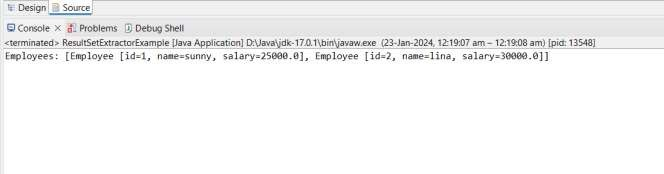 Design Source
Console Problems Debug Shell
<terminated> ResultSetExtractorExample [Java Application] D:\Java\jdk-17.0.1\bin\javaw.exe (23-Jan-2024, 12:19:07 am – 12:19:08 am) [pid: 13548]
Employees: [Employee [id=1, name=sunny, salary=25000.0], Employee [id=2, name=lina, salary=30000.0]]